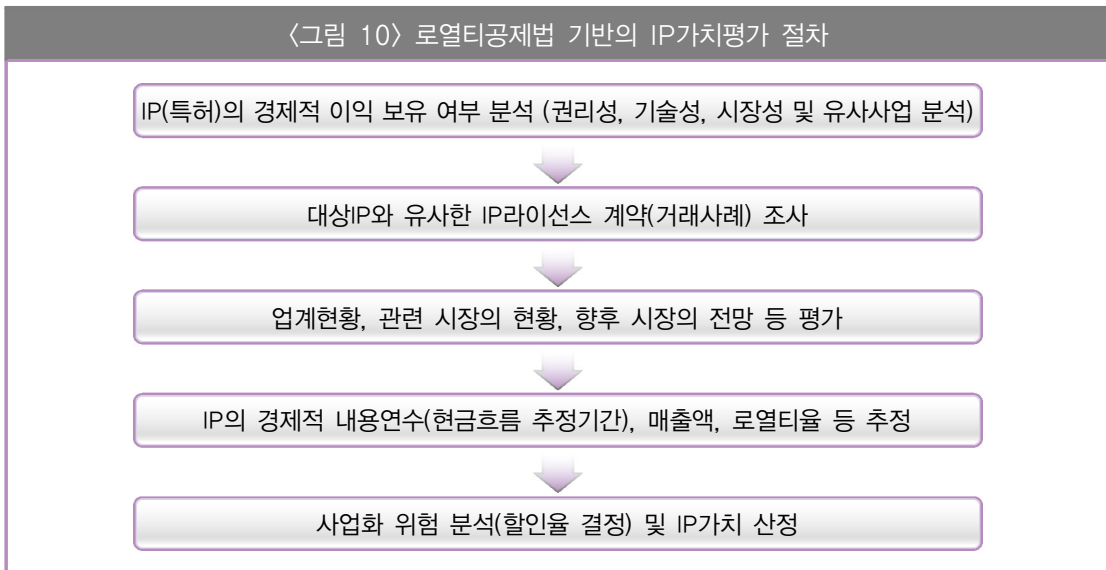 〈그림 10〉 로열티공제법 기반의 IP가치평가 절차
IP(특허)의 경제적 이익 보유 여부 분석 (권리성, 기술성, 시장성 및 유사사업 분석)
대상IP와 유사한 IP라이선스 계약(거래사례) 조사
업계현황, 관련 시장의 현황, 향후 시장의 전망 등 평가
IP의 경제적 내용연수(현금흐름 추정기간), 매출액, 로열티율 등 추정
사업화 위험 분석(할인율 결정) 및 IP가치 산정